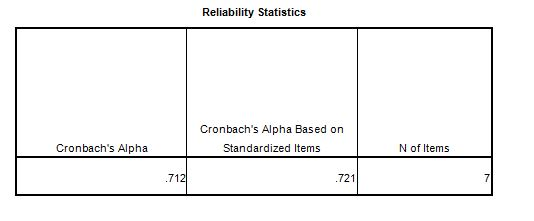 Reliability Statistics
Cronbach's Alpha Based on
Cronbach's Alpha Standardized Items N of Items
.712 .721 7